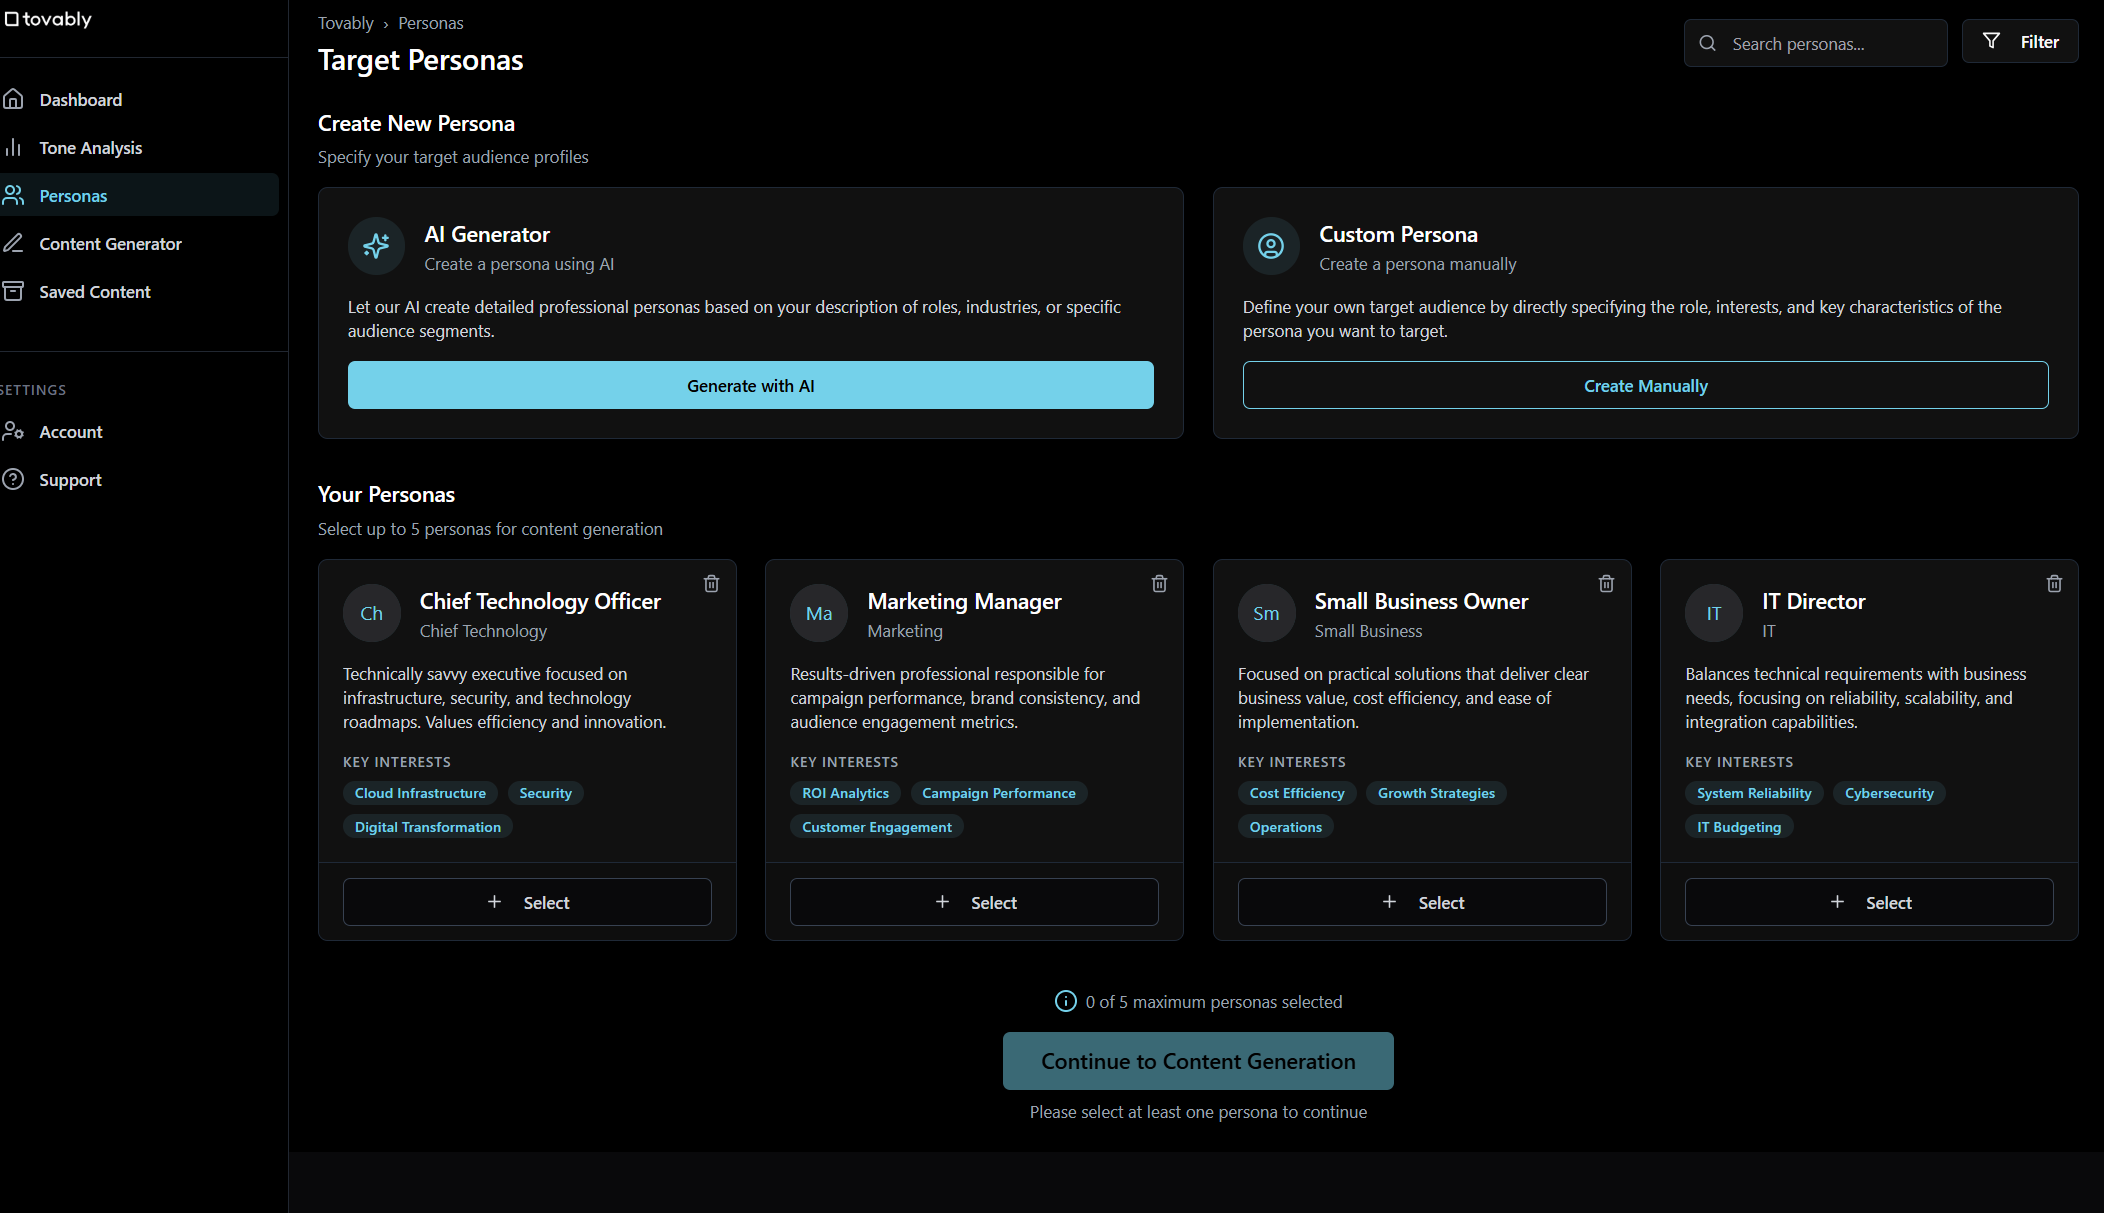 tovably
Dashboard
Tone Analysis
Personas
Content Generator
Saved Content
SETTINGS
Account
Support
Tovably › Personas
Target Personas
Search personas...
Filter
Create New Persona
Specify your target audience profiles
AI Generator
Create a persona using AI
Let our AI create detailed professional personas based on your description of roles, industries, or specific
audience segments.
Generate with AI
Custom Persona
Create a persona manually
Define your own target audience by directly specifying the role, interests, and key characteristics of the
persona you want to target.
Create Manually
Your Personas
Select up to 5 personas for content generation
Ch
Chief Technology Officer
Chief Technology
Technically savvy executive focused on
infrastructure, security, and technology
roadmaps. Values efficiency and innovation.
KEY INTERESTS
Cloud Infrastructure Security
Digital Transformation
+ Select
Ma
Marketing Manager
Marketing
Results-driven professional responsible for
campaign performance, brand consistency, and
audience engagement metrics.
KEY INTERESTS
ROI Analytics Campaign Performance
Customer Engagement
+ Select
Sm
Small Business Owner
Small Business
Focused on practical solutions that deliver clear
business value, cost efficiency, and ease of
implementation.
KEY INTERESTS
Cost Efficiency Growth Strategies
Operations
+ Select
IT
IT Director
IT
Balances technical requirements with business
needs, focusing on reliability, scalability, and
integration capabilities.
KEY INTERESTS
System Reliability Cybersecurity
IT Budgeting
+ Select
0 of 5 maximum personas selected
Continue to Content Generation
Please select at least one persona to continue